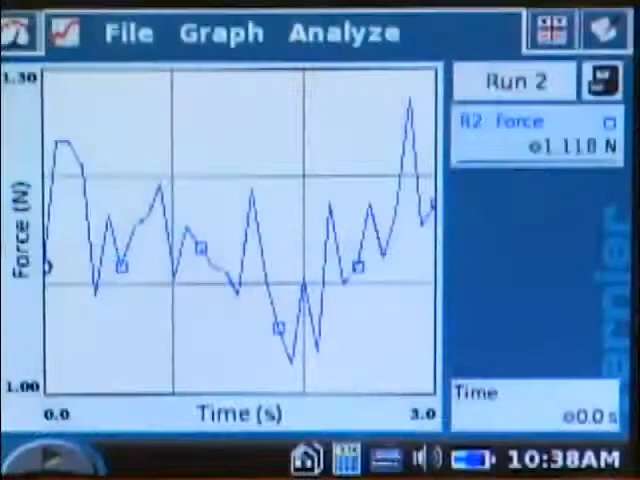 File Graph Analyze
1.30
Run 2
R2 Force
1.118 N
Force (N)
1.00
0.0
Time (s)
3.0
Time
0.0 s
10:38AM